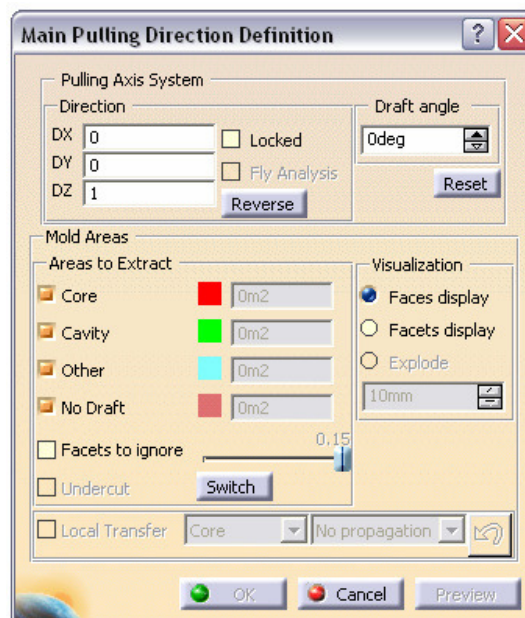 Main Pulling Direction Definition
Pulling Axis System
Direction
Draft angle
DX 0
Locked
0deg
DY 0
Fly Analysis
DZ 1
Reverse
Reset
Mold Areas
Areas to Extract
Visualization
Core 0m2
Faces display
Cavity 0m2
Facets display
Other 0m2
Explode
No Draft 0m2
10mm
Facets to ignore 0.15
Undercut Switch
Local Transfer Core No propagation
OK Cancel Preview